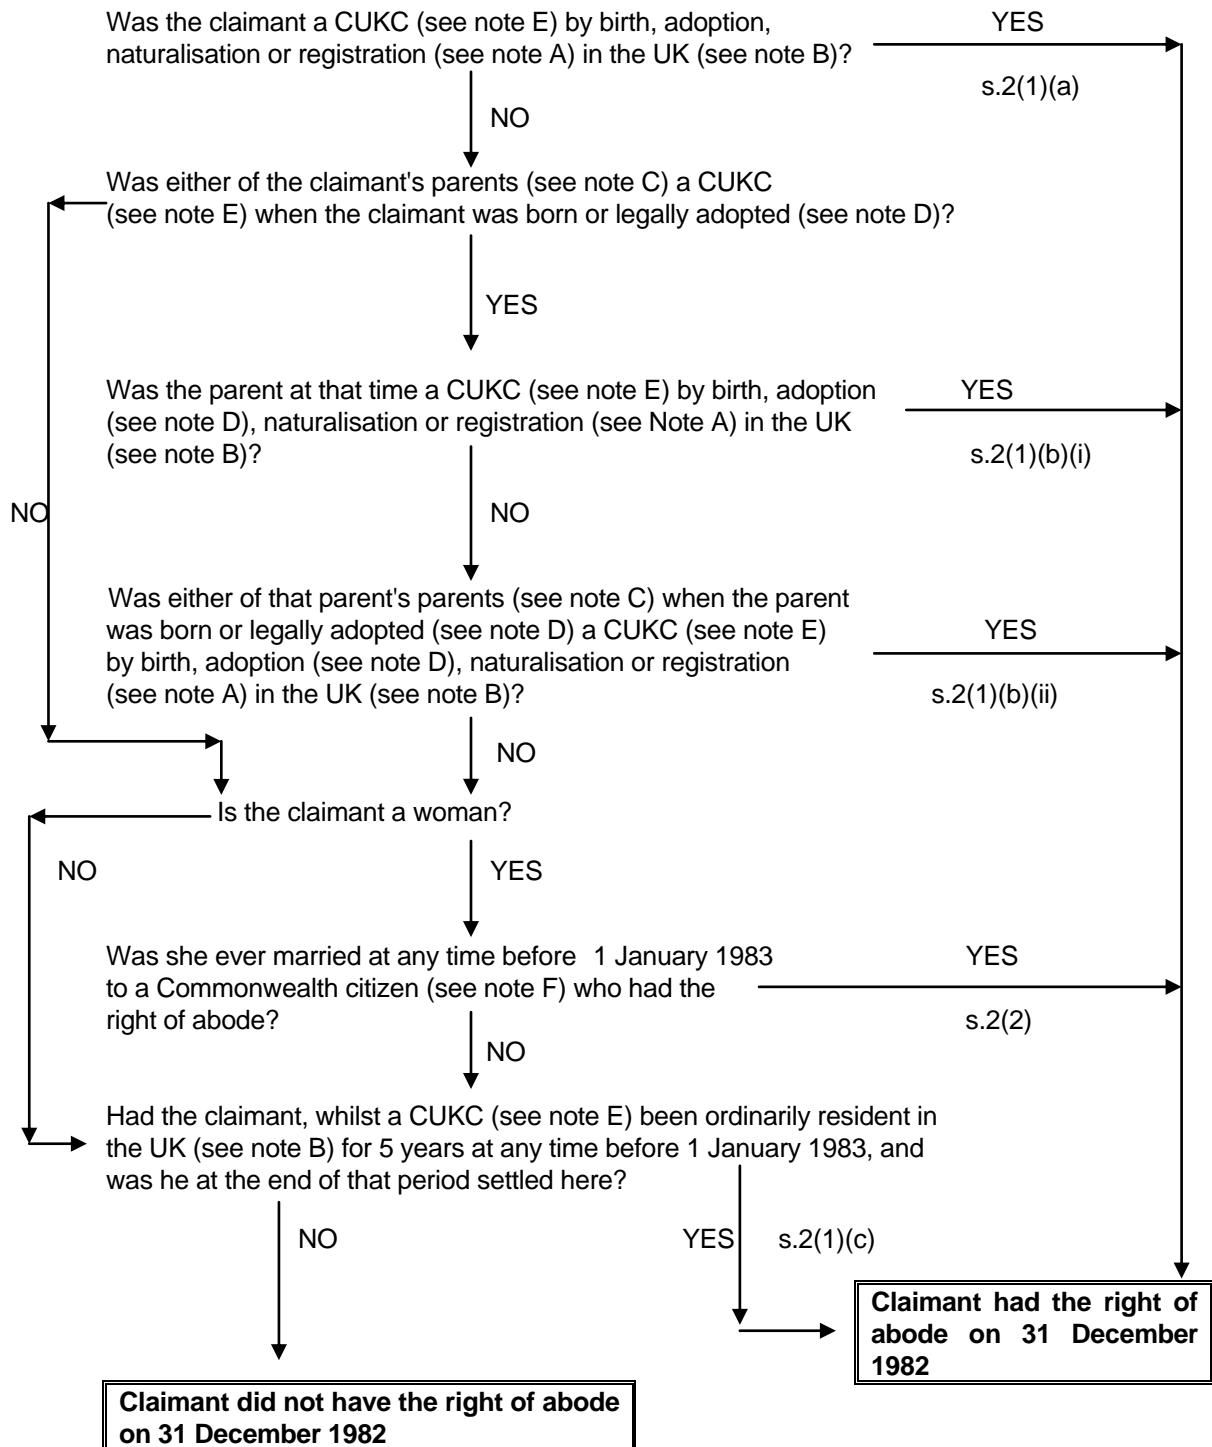 Was the claimant a CUKC (see note E) by birth, adoption,
naturalisation or registration (see note A) in the UK (see note B)?
YES
s.2(1)(a)
NO
Was either of the claimant's parents (see note C) a CUKC
(see note E) when the claimant was born or legally adopted (see note D)?
YES
Was the parent at that time a CUKC (see note E) by birth, adoption
(see note D), naturalisation or registration (see Note A) in the UK
(see note B)?
YES
s.2(1)(b)(i)
NO
NO
Was either of that parent's parents (see note C) when the parent
was born or legally adopted (see note D) a CUKC (see note E)
by birth, adoption (see note D), naturalisation or registration
(see note A) in the UK (see note B)?
YES
s.2(1)(b)(ii)
NO
Is the claimant a woman?
NO
YES
Was she ever married at any time before 1 January 1983
to a Commonwealth citizen (see note F) who had the
right of abode?
YES
s.2(2)
NO
Had the claimant, whilst a CUKC (see note E) been ordinarily resident in
the UK (see note B) for 5 years at any time before 1 January 1983, and
was he at the end of that period settled here?
NO
YES
s.2(1)(c)
Claimant had the right of
abode on 31 December
1982
Claimant did not have the right of abode
on 31 December 1982